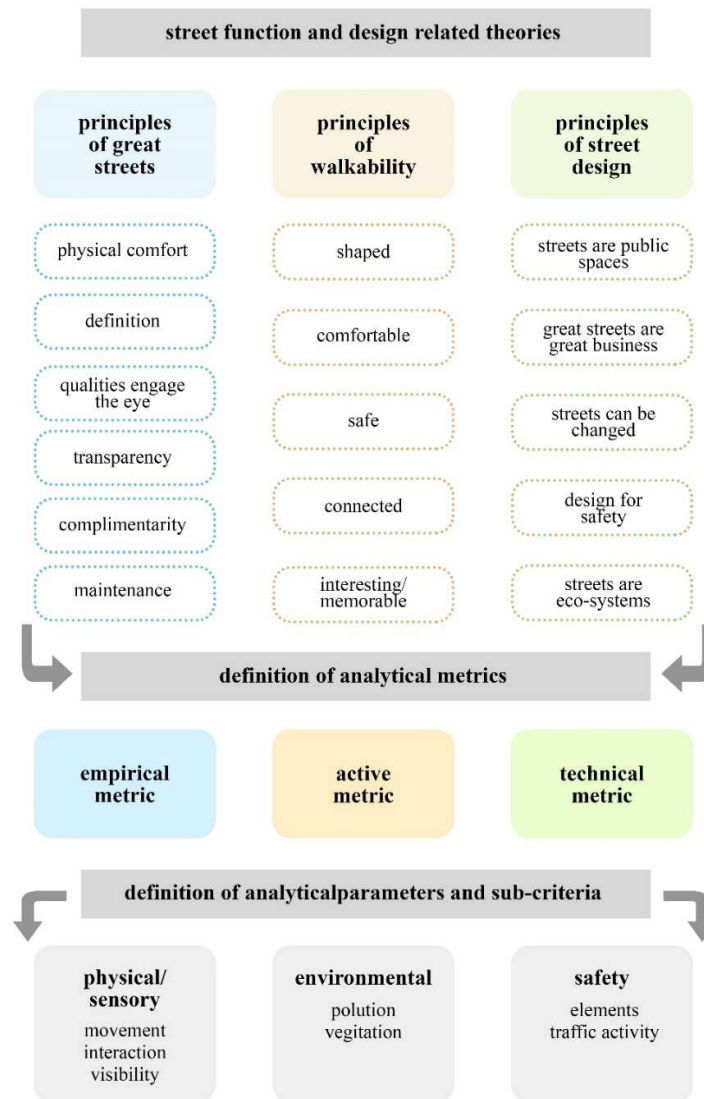 street function and design related theories
principles
of great
streets
principles
of
walkability
principles
of street
design
physical comfort
definition
qualities engage
the eye
transparency
complimentarity
maintenance
shaped
comfortable
safe
connected
interesting/
memorable
streets are public
spaces
great streets are
great business
streets can be
changed
design for
safety
streets are
eco-systems
definition of analytical metrics
empirical
metric
active
metric
technical
metric
definition of analyticalparameters and sub-criteria
physical/
sensory
movement
interaction
visibility
environmental
polution
vegitation
safety
elements
traffic activity